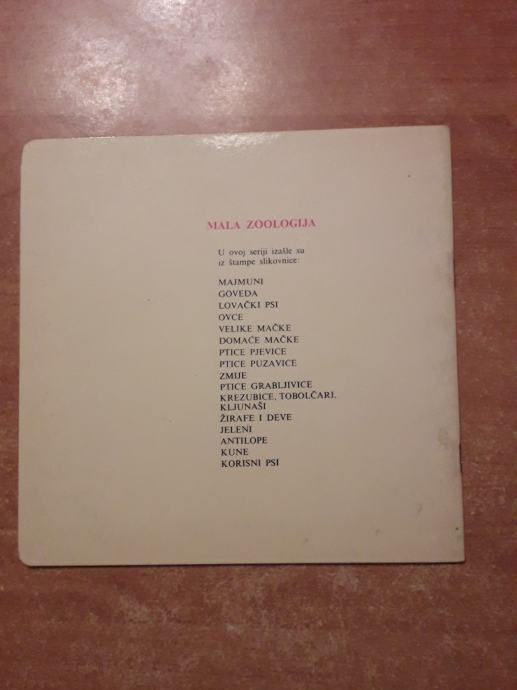 MALA ZOOLOGIJA
U ovoj seriji izašle su
iz štampe slikovnice:
MAJMUNI
GOVEDA
LOVAČKI PSI
OVCE
VELIKE MAČKE
DOMAĆE MAČKE
PTICE PJEVICE
PTICE PUZAVICE
ZMIJE
PTICE GRABLJIVICE
KREZUBICE, TOBOLČARI,
KLJUNAŠI
ŽIRAFE I DEVE
JELENI
ANTILOPE
KUNE
KORISNI PSI